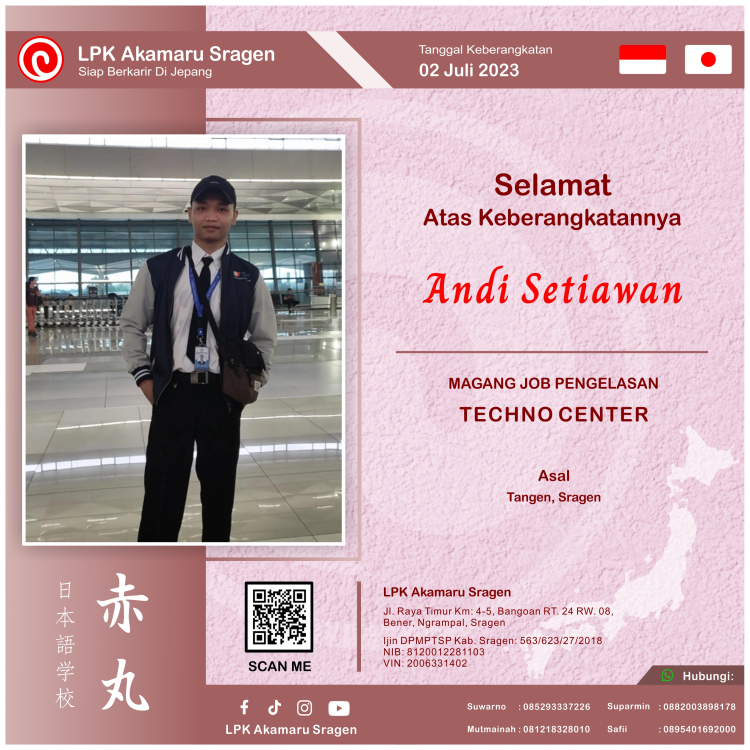 LPK Akamaru Sragen
Siap Berkarir Di Jepang
Tanggal Keberangkatan
02 Juli 2023
Selamat
Atas Keberangkatannya
Andi Setiawan
MAGANG JOB PENGELASAN
TECHNO CENTER
Asal
Tangen, Sragen
日本語学校
赤丸
SCAN ME
LPK Akamaru Sragen
Jl. Raya Timur Km: 4-5, Bangoan RT. 24 RW. 08,
Bener, Ngrampal, Sragen
Ijin DPMPTSP Kab. Sragen: 563/623/27/2018
NIB: 8120012281103
VIN: 2006331402
Hubungi:
LPK Akamaru Sragen
Suwarno : 085293337226
Suparmin : 0882003898178
Mutmainah : 081218328010
Safii : 0895401692000